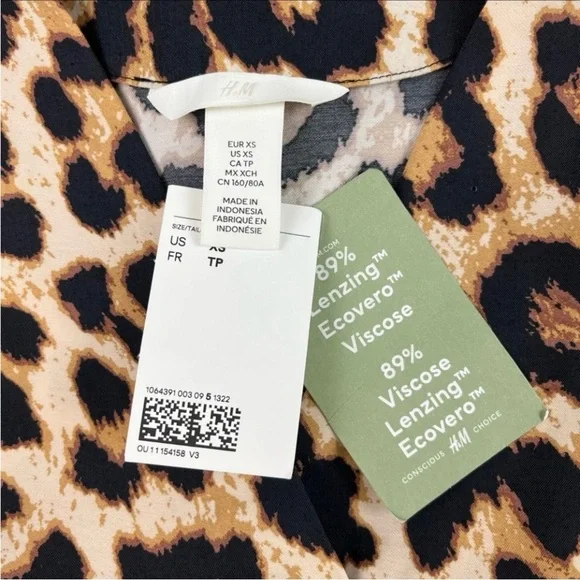 H&M
EUR XS
US XS
CA TP
MX XCH
CN 160/80A
MADE IN
INDONESIA
FABRIQUÉ EN
INDONÉSIE
US XS
FR TP
1064391 003 09 5 1322
OU 11154158 V3
.COM
89%
Lenzing™
Ecovero™
Viscose
89%
Viscose
Lenzing™
Ecovero™
CONSCIOUS H&M CHOICE